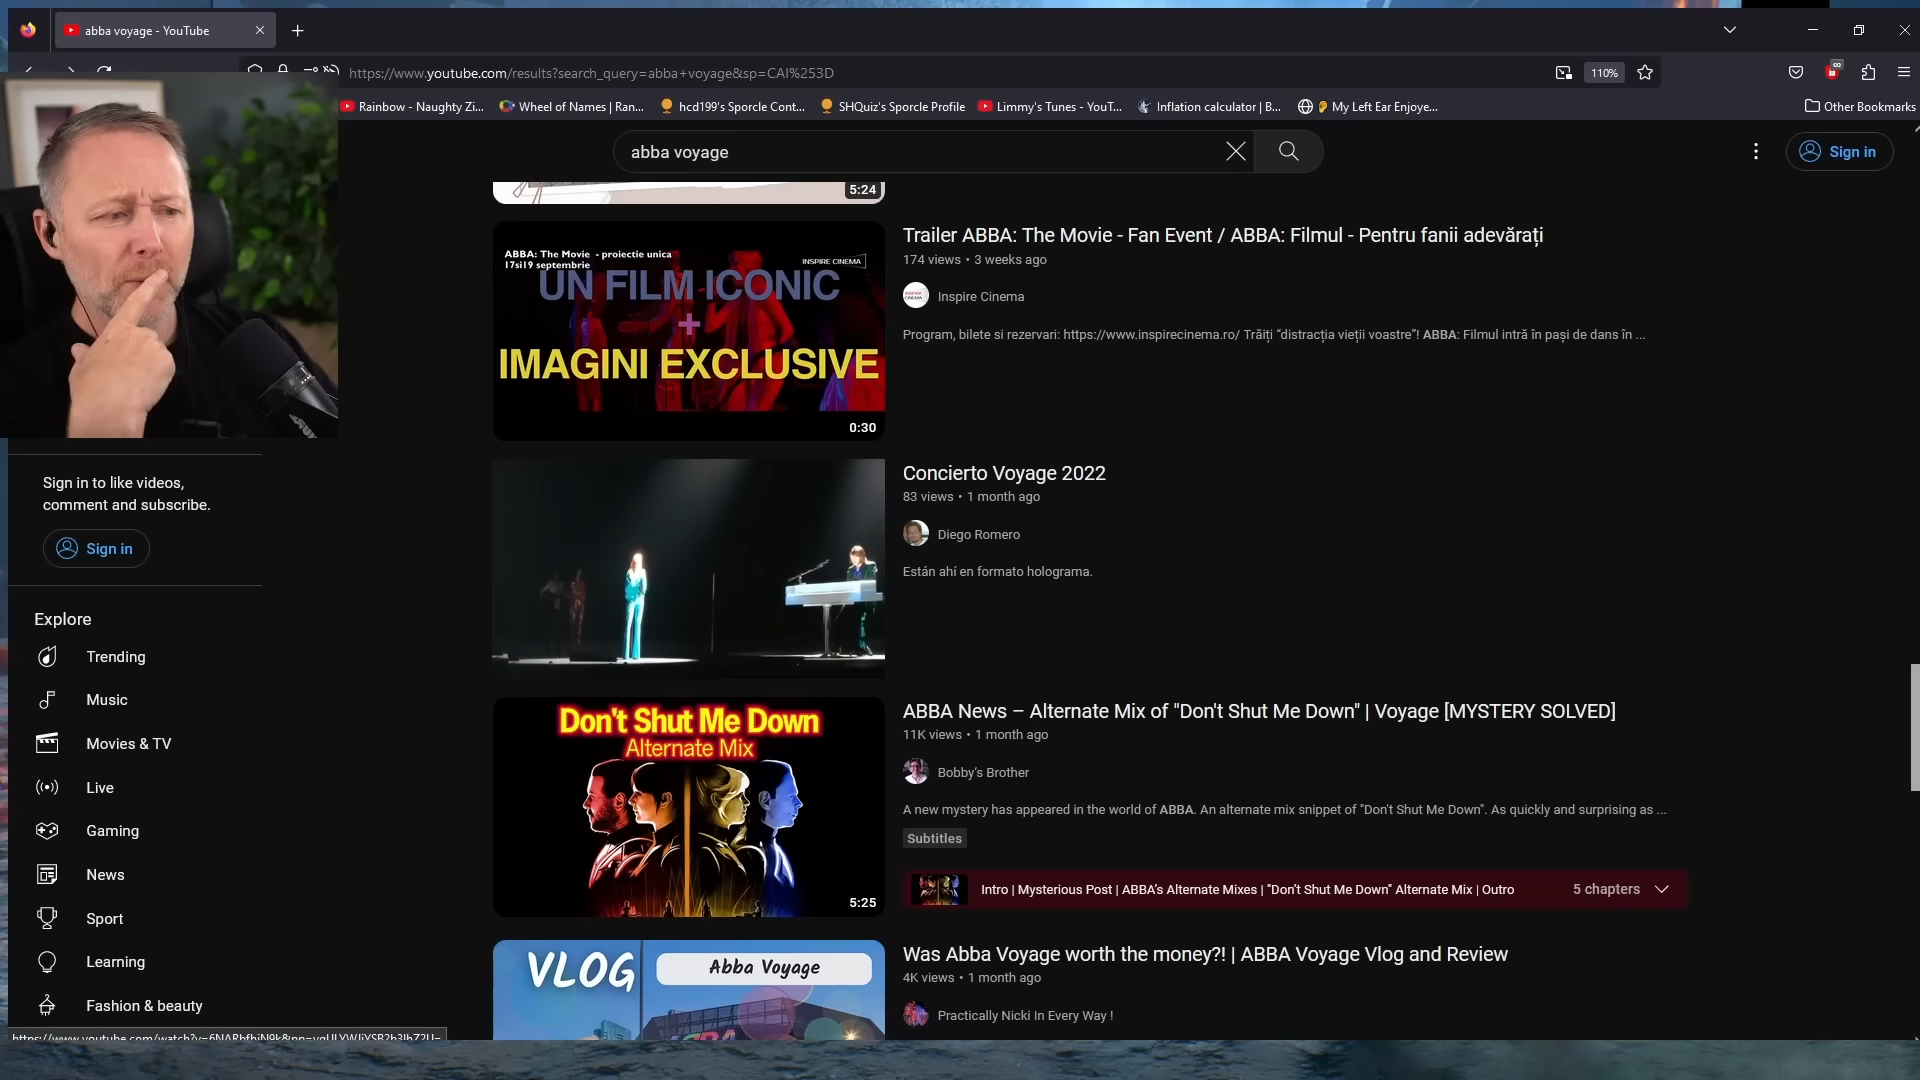 abba voyage - YouTube
https://www.youtube.com/results?search_query=abba+voyage&sp=CAI%253D
110%
Rainbow - Naughty Zi...
Wheel of Names | Ran...
hcd199's Sporcle Cont...
SHQuiz's Sporcle Profile
Limmy's Tunes - YouT...
Inflation calculator | B...
My Left Ear Enjoye...
Other Bookmarks
abba voyage
Sign in
5:24
ABBA: The Movie - proiectie unica
17si19 septembrie
INSPIRE CINEMA
UN FILM ICONIC
+
IMAGINI EXCLUSIVE
0:30
Trailer ABBA: The Movie - Fan Event / ABBA: Filmul - Pentru fanii adevărați
174 views • 3 weeks ago
Inspire Cinema
Program, bilete si rezervari: https://www.inspirecinema.ro/ Trăiți “distracția vieții voastre”! ABBA: Filmul intră în pași de dans în ...
Concierto Voyage 2022
83 views • 1 month ago
Diego Romero
Están ahí en formato holograma.
Don't Shut Me Down
Alternate Mix
5:25
ABBA News – Alternate Mix of "Don't Shut Me Down" | Voyage [MYSTERY SOLVED]
11K views • 1 month ago
Bobby's Brother
A new mystery has appeared in the world of ABBA. An alternate mix snippet of "Don't Shut Me Down". As quickly and surprising as ...
Subtitles
Intro | Mysterious Post | ABBA's Alternate Mixes | "Don't Shut Me Down" Alternate Mix | Outro
5 chapters
VLOG
Abba Voyage
Was Abba Voyage worth the money?! | ABBA Voyage Vlog and Review
4K views • 1 month ago
Practically Nicki In Every Way !
Sign in to like videos,
comment and subscribe.
Sign in
Explore
Trending
Music
Movies & TV
Live
Gaming
News
Sport
Learning
Fashion & beauty